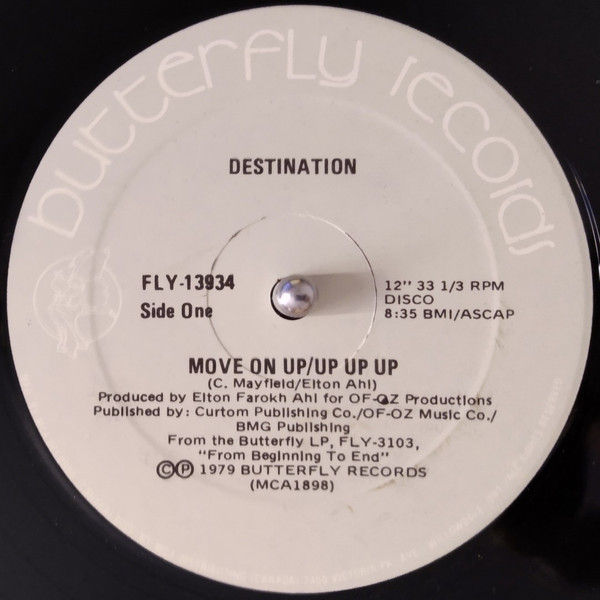 butterfly records
DESTINATION
FLY-13934
Side One
12" 33 1/3 RPM
DISCO
8:35 BMI/ASCAP
MOVE ON UP/UP UP UP
(C. Mayfield/Elton Ahl)
Produced by Elton Farokh Ahl for OF-OZ Productions
Published by: Curtom Publishing Co./OF-OZ Music Co./
BMG Publishing
From the Butterfly LP, FLY-3103,
"From Beginning To End"
©℗ 1979 BUTTERFLY RECORDS
(MCA1898)